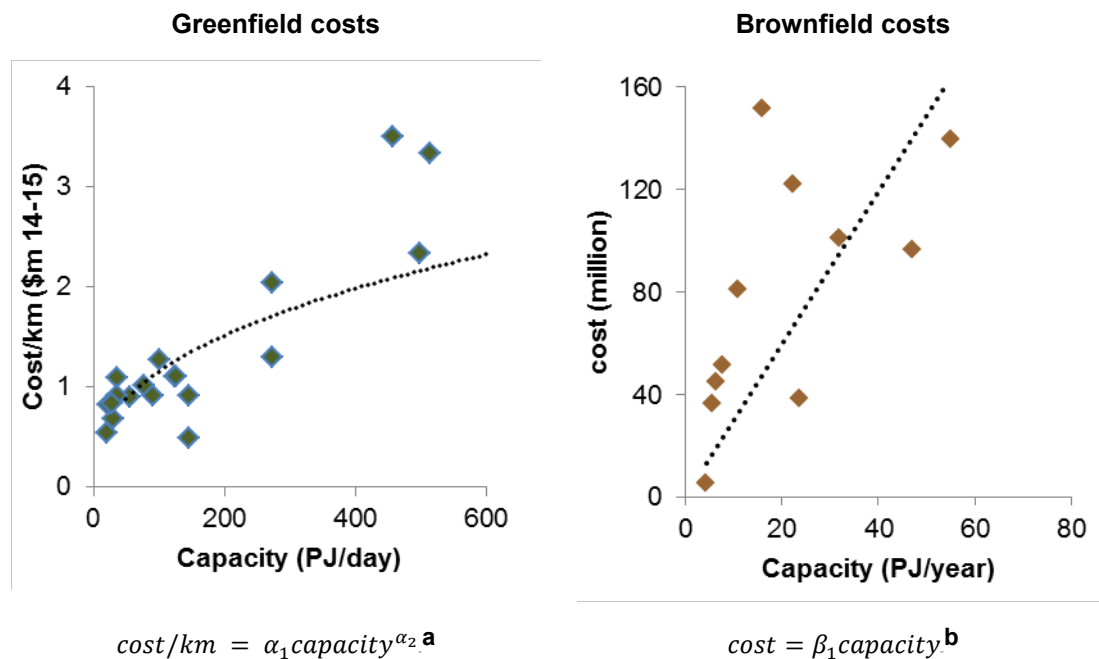 Greenfield costs
4
3
2
1
0
0 200 400 600
Cost/km ($m 14-15)
Capacity (PJ/day)
cost/km = α₁capacity^α₂. a
Brownfield costs
160
120
80
40
0
0 20 40 60 80
cost (million)
Capacity (PJ/year)
cost = β₁capacity. b